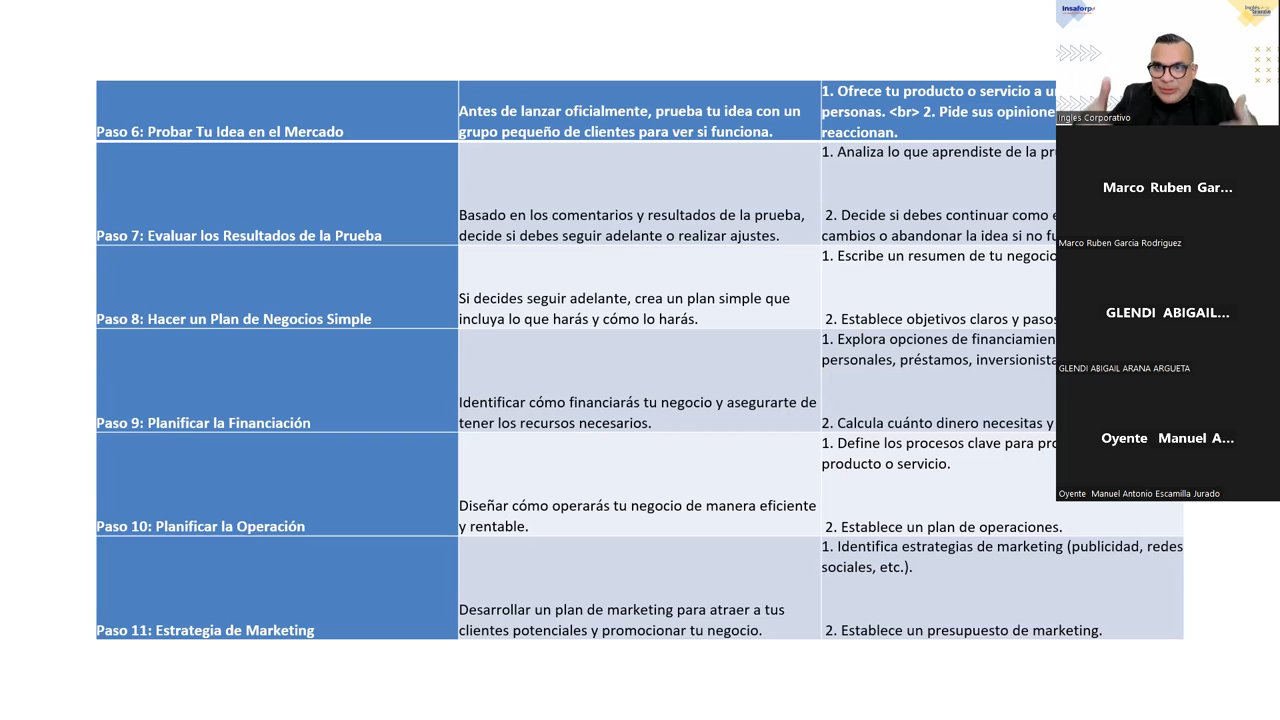 Paso 6: Probar Tu Idea en el Mercado
Antes de lanzar oficialmente, prueba tu idea con un
grupo pequeño de clientes para ver si funciona.
1. Ofrece tu producto o servicio a
personas. <br> 2. Pide sus
reaccionan.
Paso 7: Evaluar los Resultados de la Prueba
Basado en los comentarios y resultados de la prueba,
decide si debes seguir adelante o realizar ajustes.
1. Analiza lo que aprendiste de la
2. Decide si debes continuar como
cambios o abandonar la idea si no
Paso 8: Hacer un Plan de Negocios Simple
Si decides seguir adelante, crea un plan simple que
incluya lo que harás y cómo lo harás.
1. Escribe un resumen de tu negocio
2. Establece objetivos claros y pasos
Paso 9: Planificar la Financiación
Identificar cómo financiarás tu negocio y asegurarte de
tener los recursos necesarios.
1. Explora opciones de
personales, préstamos,
2. Calcula cuánto dinero necesitas y
Paso 10: Planificar la Operación
Diseñar cómo operarás tu negocio de manera eficiente
y rentable.
1. Define los procesos clave para
producto o servicio.
2. Establece un plan de operaciones.
Paso 11: Estrategia de Marketing
Desarrollar un plan de marketing para atraer a tus
clientes potenciales y promocionar tu negocio.
1. Identifica estrategias de marketing (publicidad, redes
sociales, etc.).
2. Establece un presupuesto de marketing.
Insaforp
Ingles Corporativo
Marco Ruben Gar...
Marco Ruben Garcia Rodriguez
GLENDI ABIGAIL...
GLENDI ABIGAIL ARANA ARGUETA
Oyente Manuel A...
Oyente Manuel Antonio Escamilla Jurado